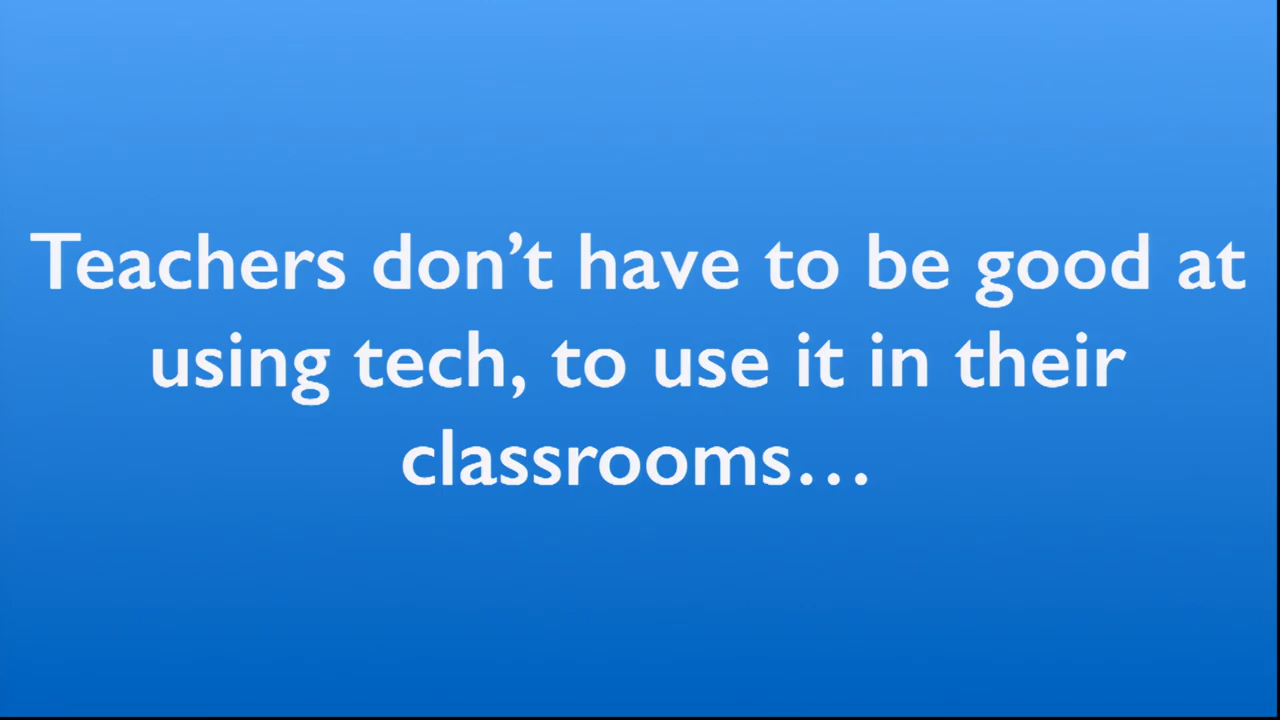 Teachers don’t have to be good at
using tech, to use it in their
classrooms…